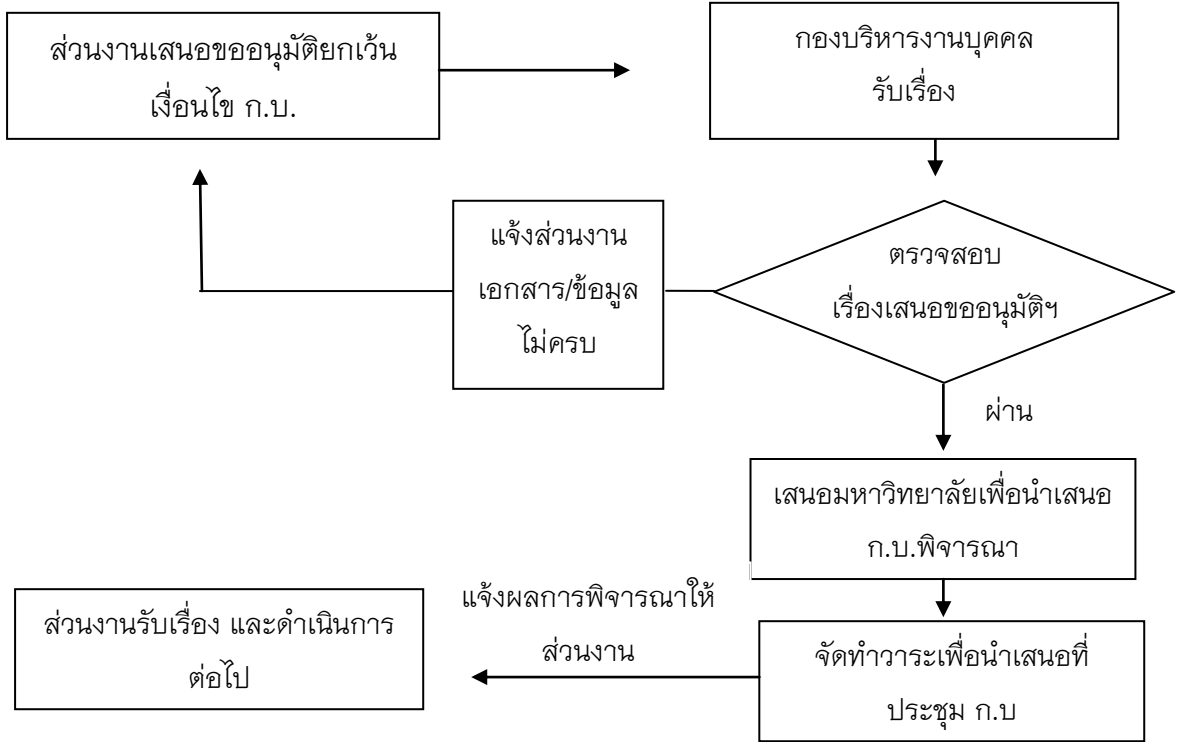 ส่วนงานเสนอขออนุมัติยกเว้น
เงื่อนไข ก.บ.
กองบริหารงานบุคคล
รับเรื่อง
แจ้งส่วนงาน
เอกสาร/ข้อมูล
ไม่ครบ
ตรวจสอบ
เรื่องเสนอขออนุมัติฯ
ผ่าน
เสนอมหาวิทยาลัยเพื่อนำเสนอ
ก.บ.พิจารณา
จัดทำวาระเพื่อนำเสนอที่
ประชุม ก.บ
แจ้งผลการพิจารณาให้
ส่วนงาน
ส่วนงานรับเรื่อง และดำเนินการ
ต่อไป